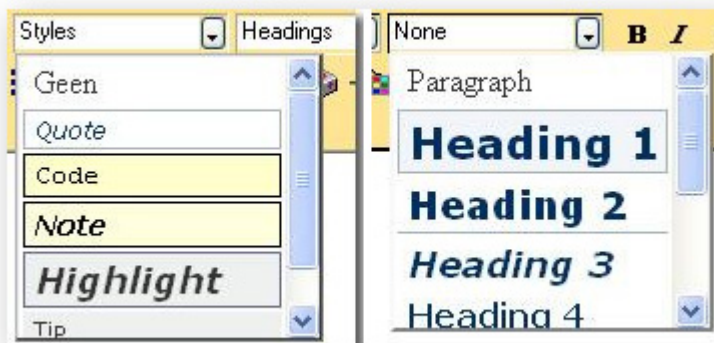 Styles
Headings
Geen
Quote
Code
Note
Highlight
Tip
None
B I
Paragraph
Heading 1
Heading 2
Heading 3
Heading 4